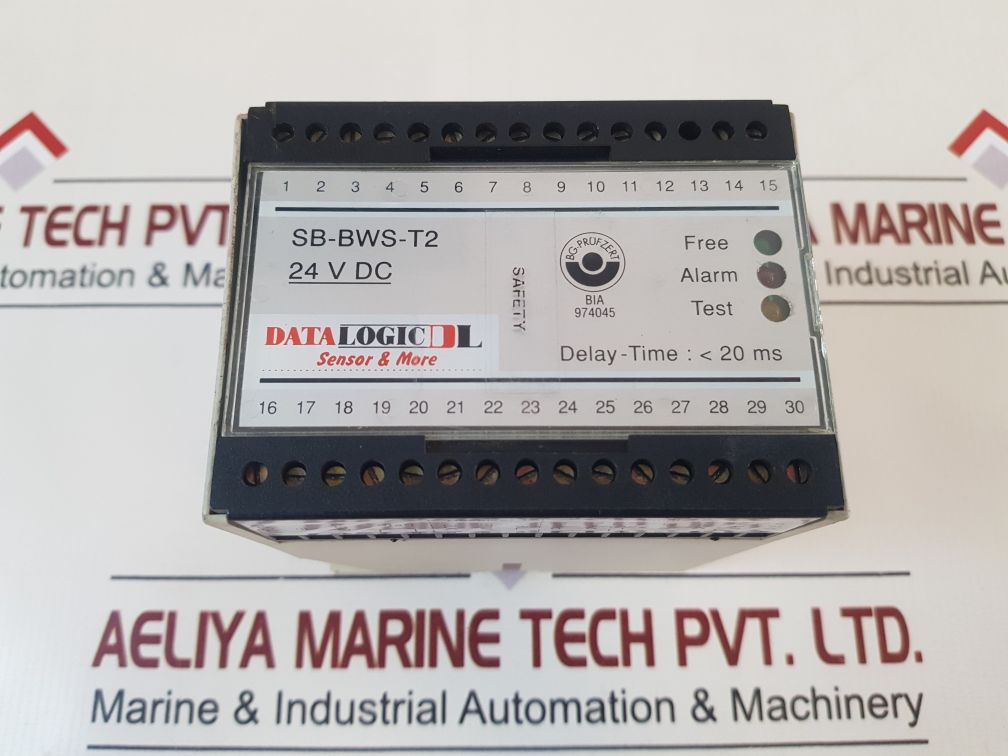 1 2 3 4 5 6 7 8 9 10 11 12 13 14 15
SB-BWS-T2
24 V DC
SAFETY
BG-PRÜFZERT
BIA
974045
Free
Alarm
Test
DATALOGIC DL
Sensor & More
Delay-Time : < 20 ms
16 17 18 19 20 21 22 23 24 25 26 27 28 29 30
TECH PVT
tomation & Ma
MARINE
Industrial Au
AELIYA MARINE TECH PVT. LTD.
Marine & Industrial Automation & Machinery